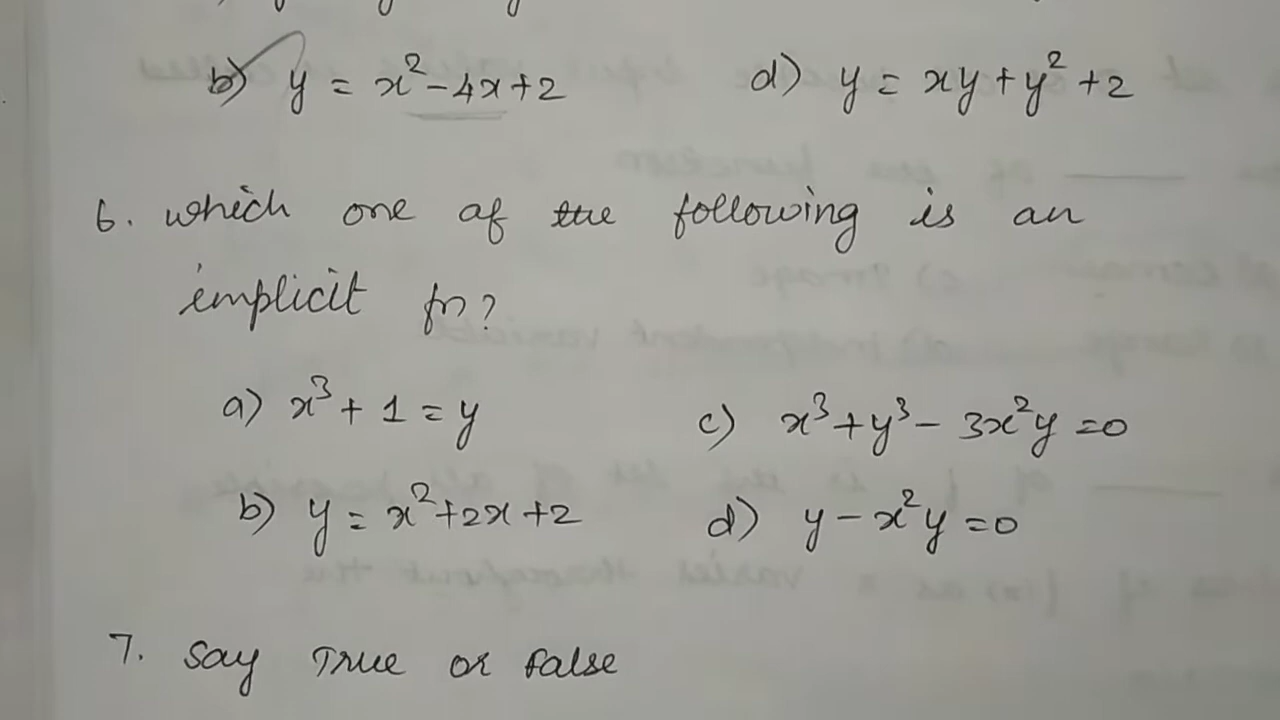 b) y = x² - 4x + 2 d) y = xy + y² + 2
6. which one of the following is an
implicit fn?
a) x³ + 1 = y c) x³ + y³ - 3x²y = 0
b) y = x² + 2x + 2 d) y - x²y = 0
7. Say True or False